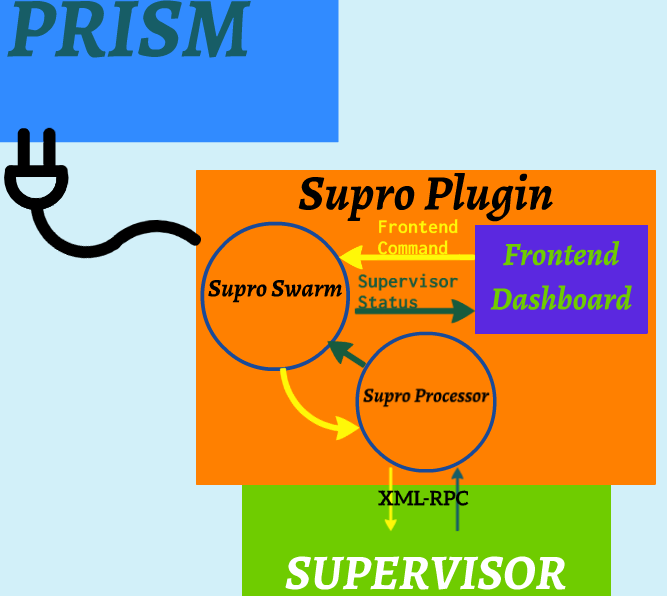 PRISM
Supro Plugin
Frontend
Command
Frontend
Dashboard
Supro Swarm
Supervisor
Status
Supro Processor
XML-RPC
SUPERVISOR